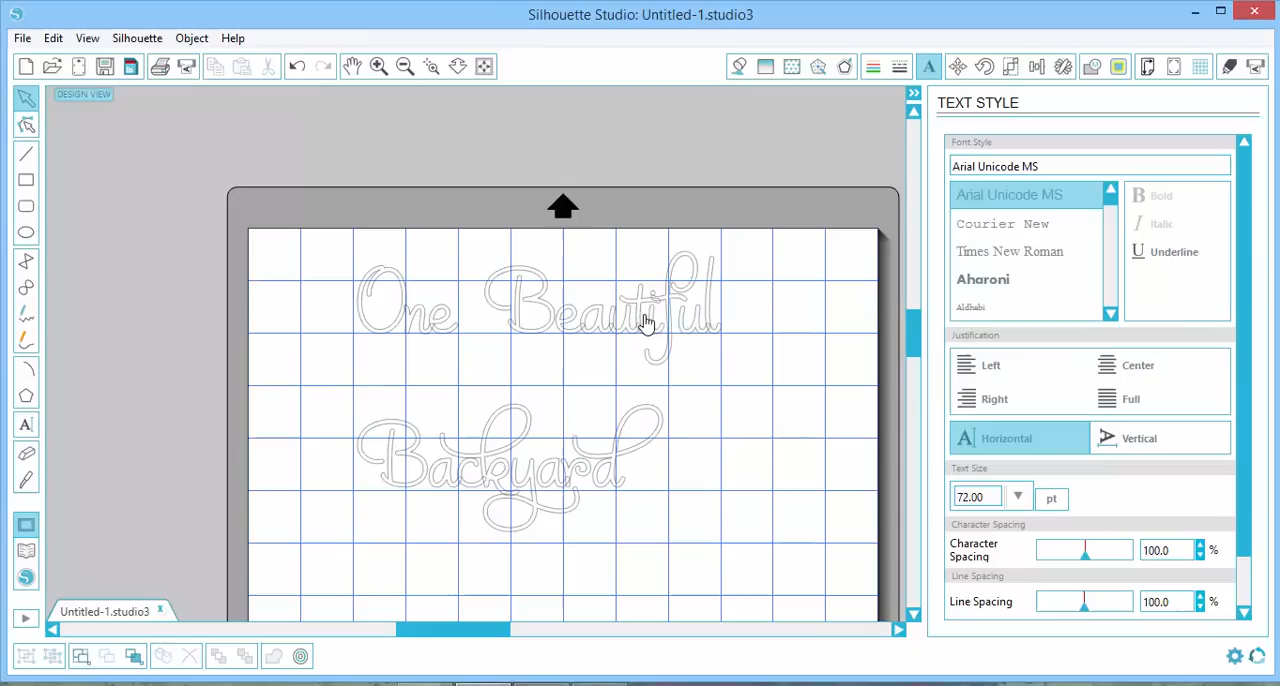 Silhouette Studio: Untitled-1.studio3
File Edit View Silhouette Object Help
DESIGN VIEW
One Beautiful
Backyard
Untitled-1.studio3 x
TEXT STYLE
Font Style
Arial Unicode MS
Arial Unicode MS
Courier New
Times New Roman
Aharoni
Aldhabi
B Bold
I Italic
U Underline
Justification
Left Center
Right Full
Horizontal Vertical
Text Size
72.00 pt
Character Spacing
Character Spacing 100.0 %
Line Spacing
Line Spacing 100.0 %